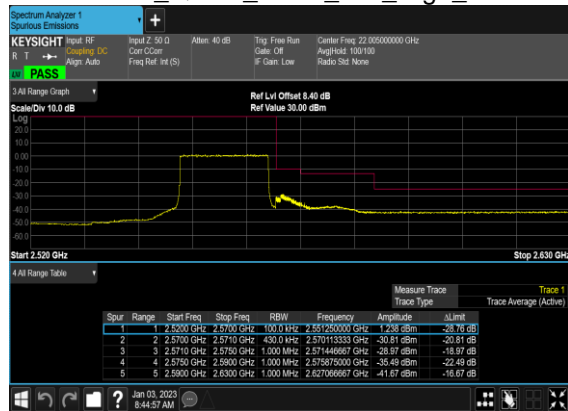 Spectrum Analyzer 1
Spurious Emissions
KEYSIGHT Input: RF Input Z: 50 Ω Atten: 40 dB Trig: Free Run Center Freq: 22.005000000 GHz
R T Coupling: DC Corr CCorr Gate: Off Avg|Hold: 100/100
Align: Auto Freq Ref: Int (S) IF Gain: Low Radio Std: None
PASS
3 All Range Graph
Ref Lvl Offset 8.40 dB
Scale/Div 10.0 dB Ref Value 30.00 dBm
Log
20.0
10.0
0.00
-10.0
-20.0
-30.0
-40.0
-50.0
-60.0
Start 2.520 GHz Stop 2.630 GHz
4 All Range Table
Measure Trace Trace 1
Trace Type Trace Average (Active)
Spur Range Start Freq Stop Freq RBW Frequency Amplitude ΔLimit
1 1 2.5200 GHz 2.5700 GHz 100.0 kHz 2.551250000 GHz 1.238 dBm -28.76 dB
2 2 2.5700 GHz 2.5710 GHz 430.0 kHz 2.570113333 GHz -30.81 dBm -20.81 dB
3 3 2.5710 GHz 2.5750 GHz 1.000 MHz 2.571446667 GHz -28.97 dBm -18.97 dB
4 4 2.5750 GHz 2.5900 GHz 1.000 MHz 2.575875000 GHz -35.49 dBm -22.49 dB
5 5 2.5900 GHz 2.6300 GHz 1.000 MHz 2.627066667 GHz -41.67 dBm -16.67 dB
? Jan 03, 2023
8:44:57 AM